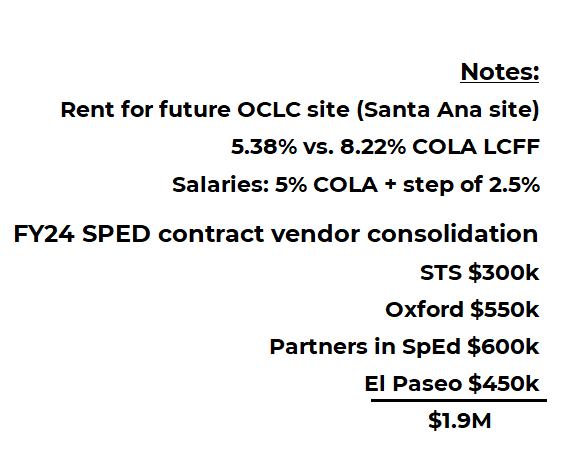 Notes:
Rent for future OCLC site (Santa Ana site)
5.38% vs. 8.22% COLA LCFF
Salaries: 5% COLA + step of 2.5%
FY24 SPED contract vendor consolidation
STS $300k
Oxford $550k
Partners in SpEd $600k
El Paseo $450k
$1.9M